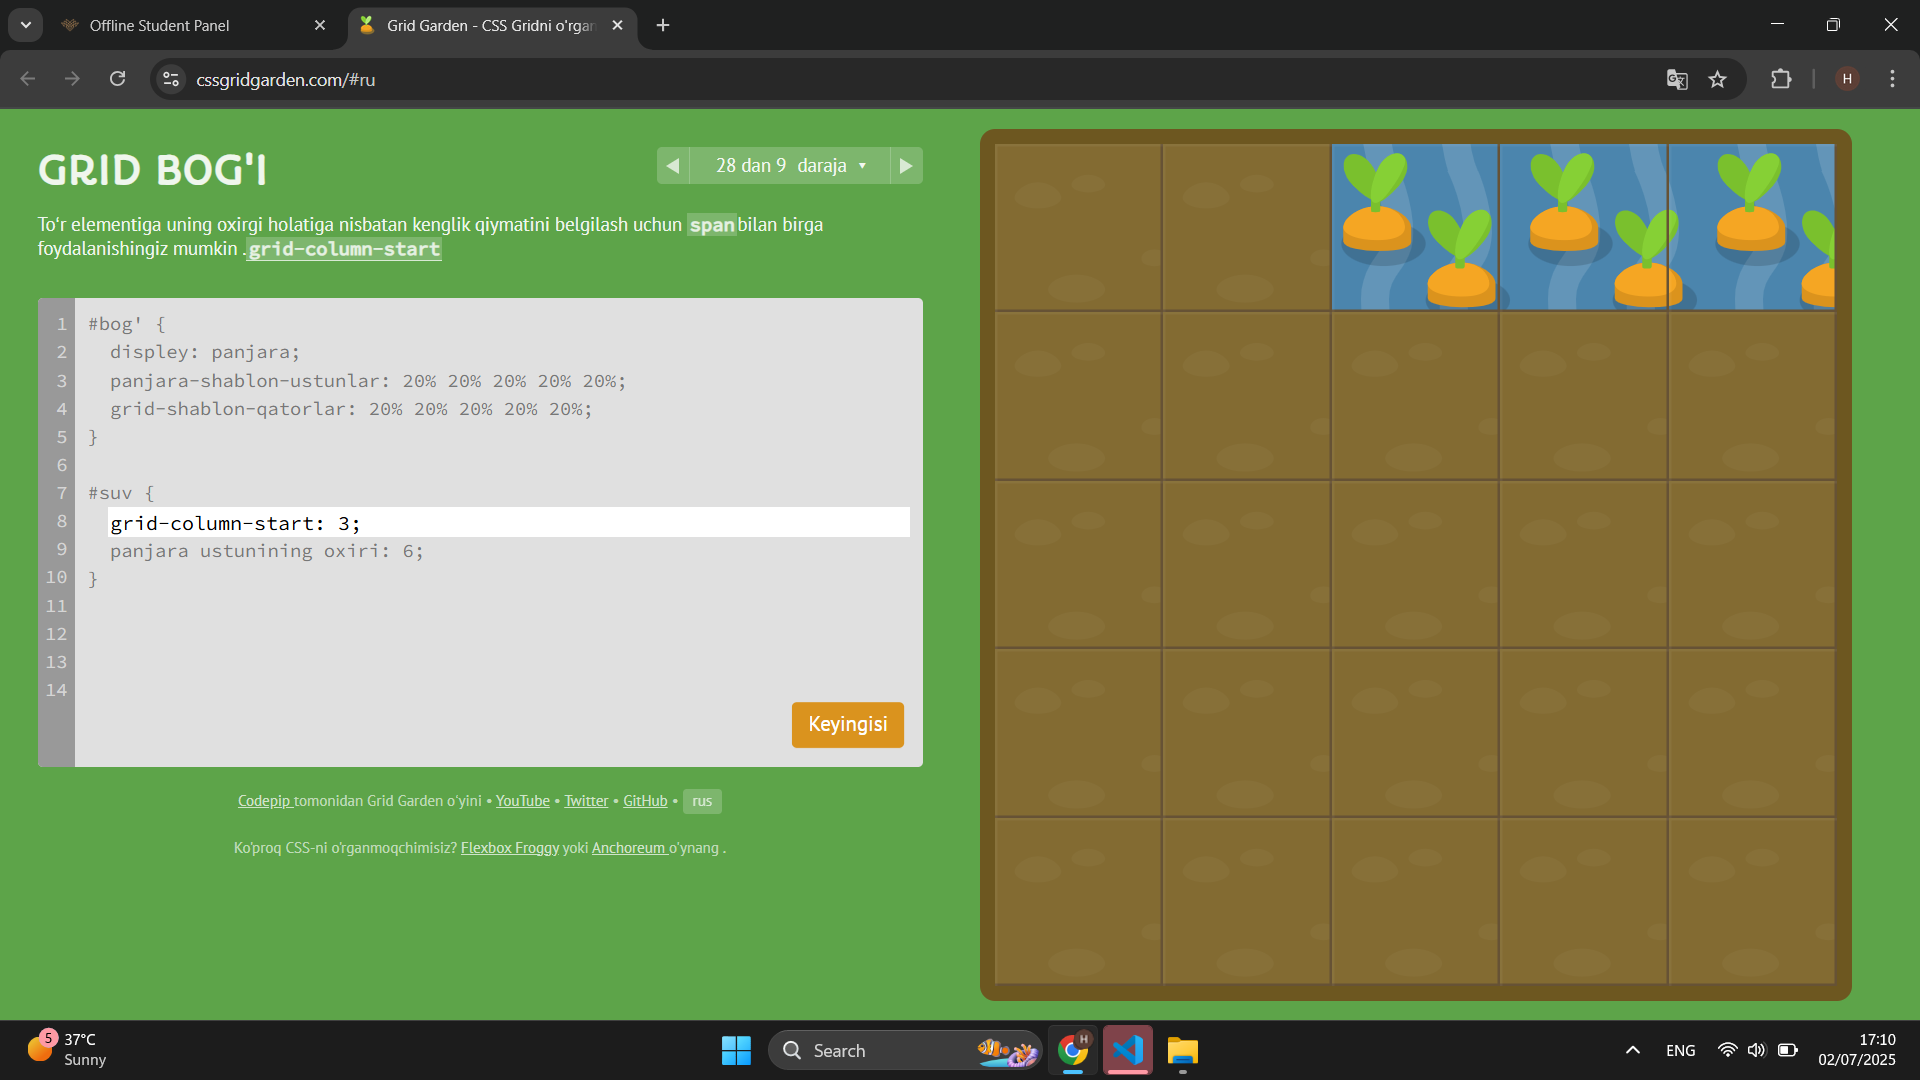 Offline Student Panel
Grid Garden - CSS Gridni o'rgan
cssgridgarden.com/#ru
H
GRID BOG'I
28 dan 9 daraja
Toʻr elementiga uning oxirgi holatiga nisbatan kenglik qiymatini belgilash uchun span bilan birga
foydalanishingiz mumkin . grid-column-start
1 #bog' {
2 displey: panjara;
3 panjara-shablon-ustunlar: 20% 20% 20% 20% 20%;
4 grid-shablon-qatorlar: 20% 20% 20% 20% 20%;
5 }
6
7 #suv {
8 grid-column-start: 3;
9 panjara ustunining oxiri: 6;
10 }
11
12
13
14
Keyingisi
Codepip tomonidan Grid Garden oʻyini • YouTube • Twitter • GitHub • rus
Ko'proq CSS-ni o'rganmoqchimisiz? Flexbox Froggy yoki Anchoreum o'ynang .
5
37°C
Sunny
Search
H
ENG
17:10
02/07/2025